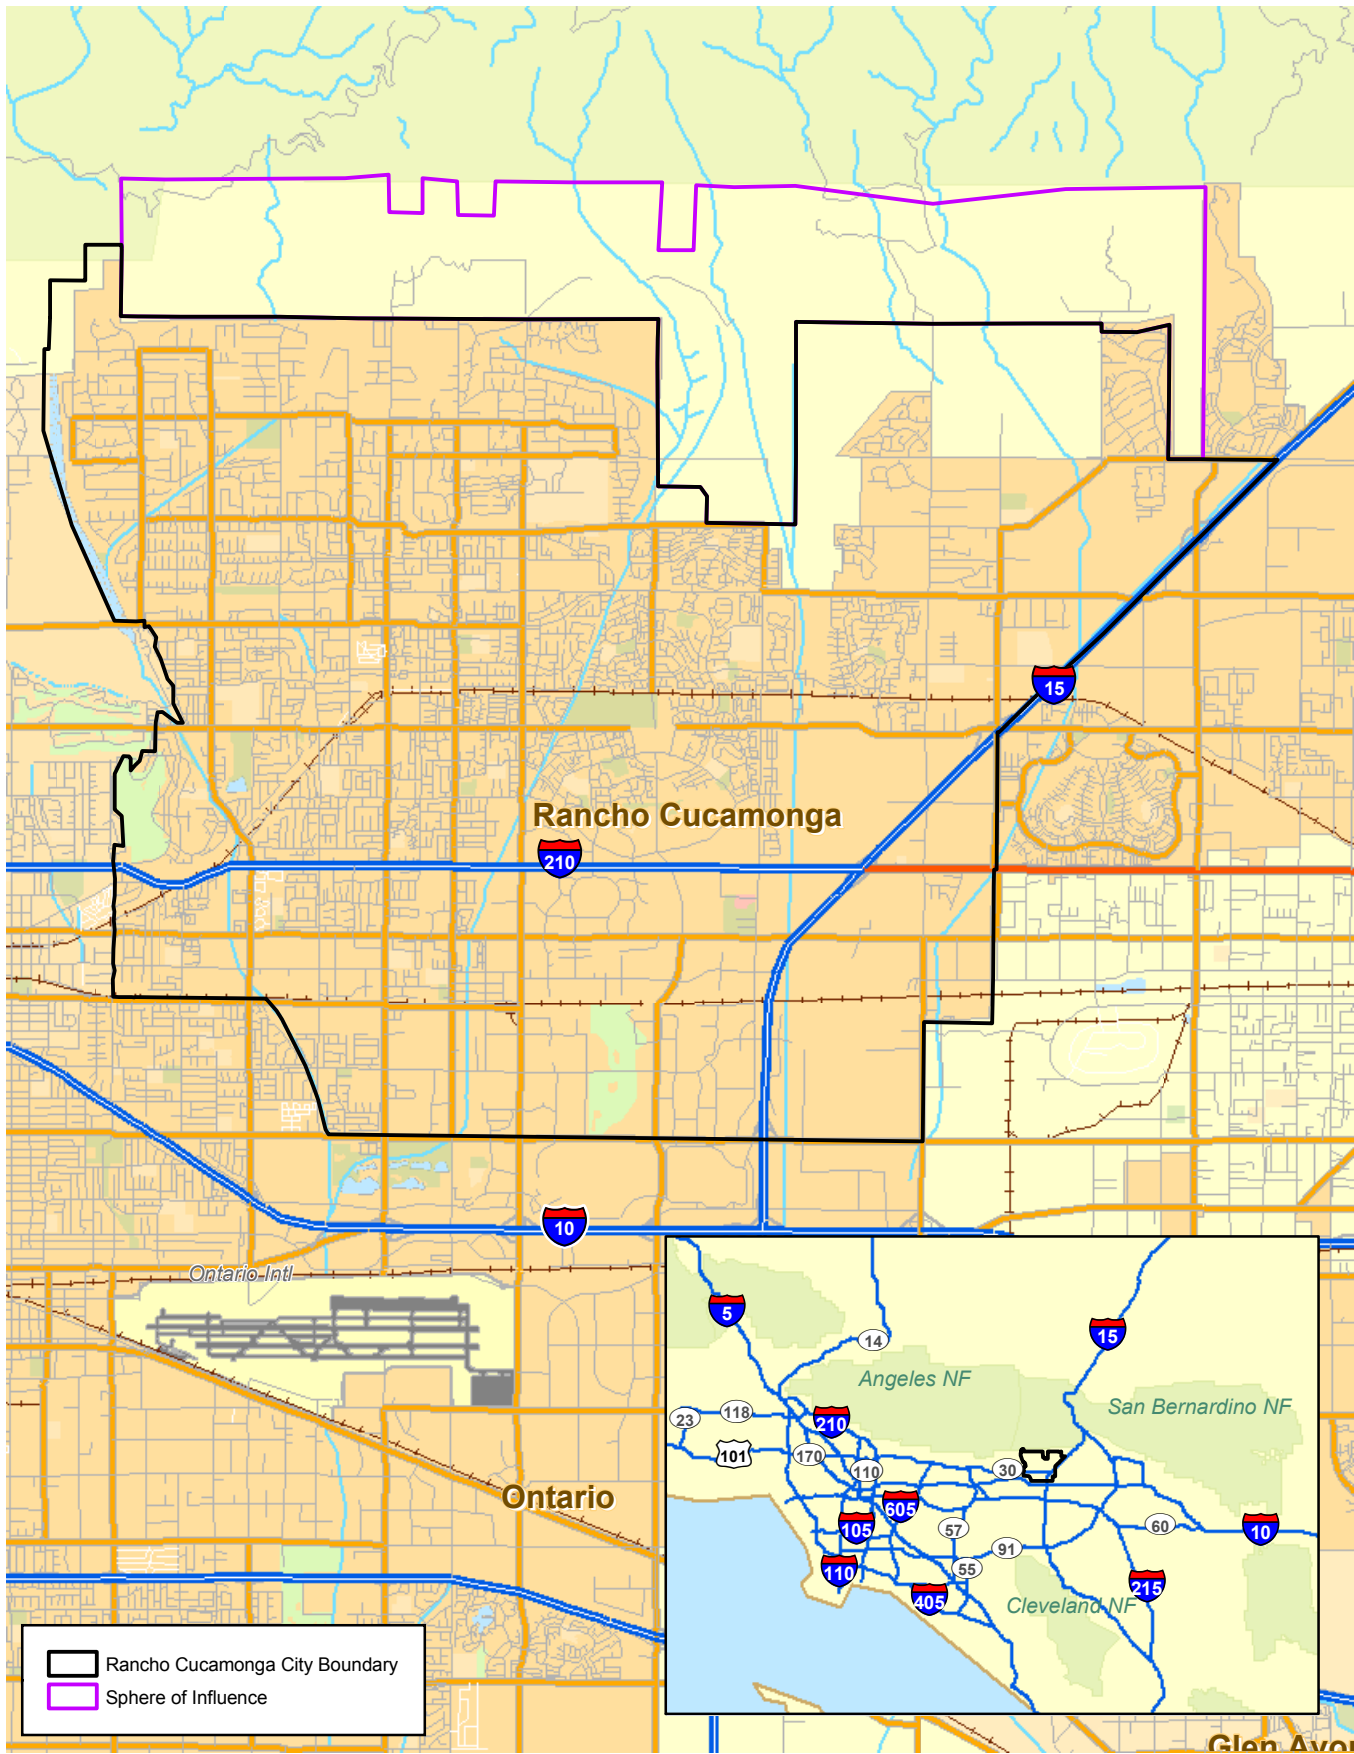 15
Rancho Cucamonga
210
10
Ontario Intl
5
15
14
Angeles NF
San Bernardino NF
23
118
210
101
170
110
30
605
105
57
60
10
91
110
55
215
405
Cleveland NF
Ontario
Rancho Cucamonga City Boundary
Sphere of Influence
Glen Avon